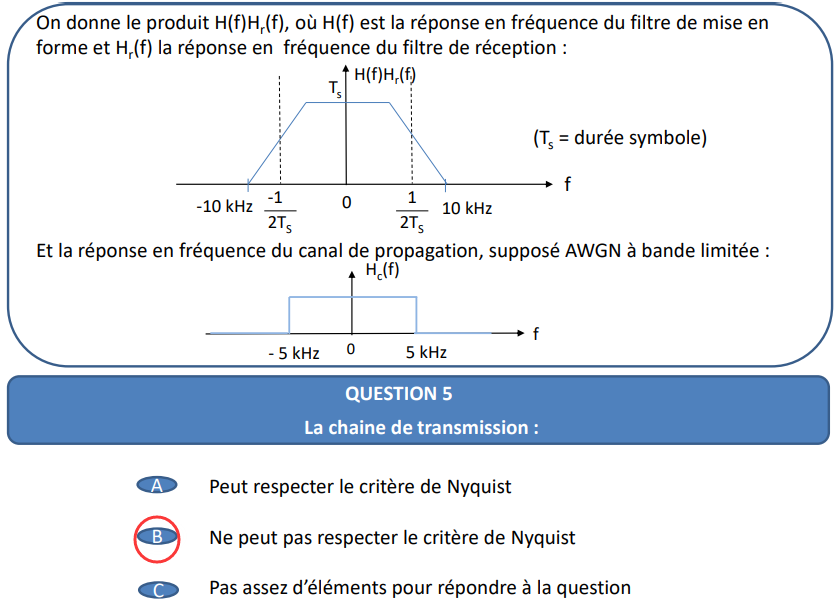 On donne le produit H(f)Hr(f), où H(f) est la réponse en fréquence du filtre de mise en
forme et Hr(f) la réponse en fréquence du filtre de réception :
H(f)Hr(f)
Ts
(Ts = durée symbole)
f
-10 kHz -1/2Ts 0 1/2Ts 10 kHz
Et la réponse en fréquence du canal de propagation, supposé AWGN à bande limitée :
Hc(f)
f
- 5 kHz 0 5 kHz
QUESTION 5
La chaine de transmission :
A Peut respecter le critère de Nyquist
B Ne peut pas respecter le critère de Nyquist
C Pas assez d’éléments pour répondre à la question